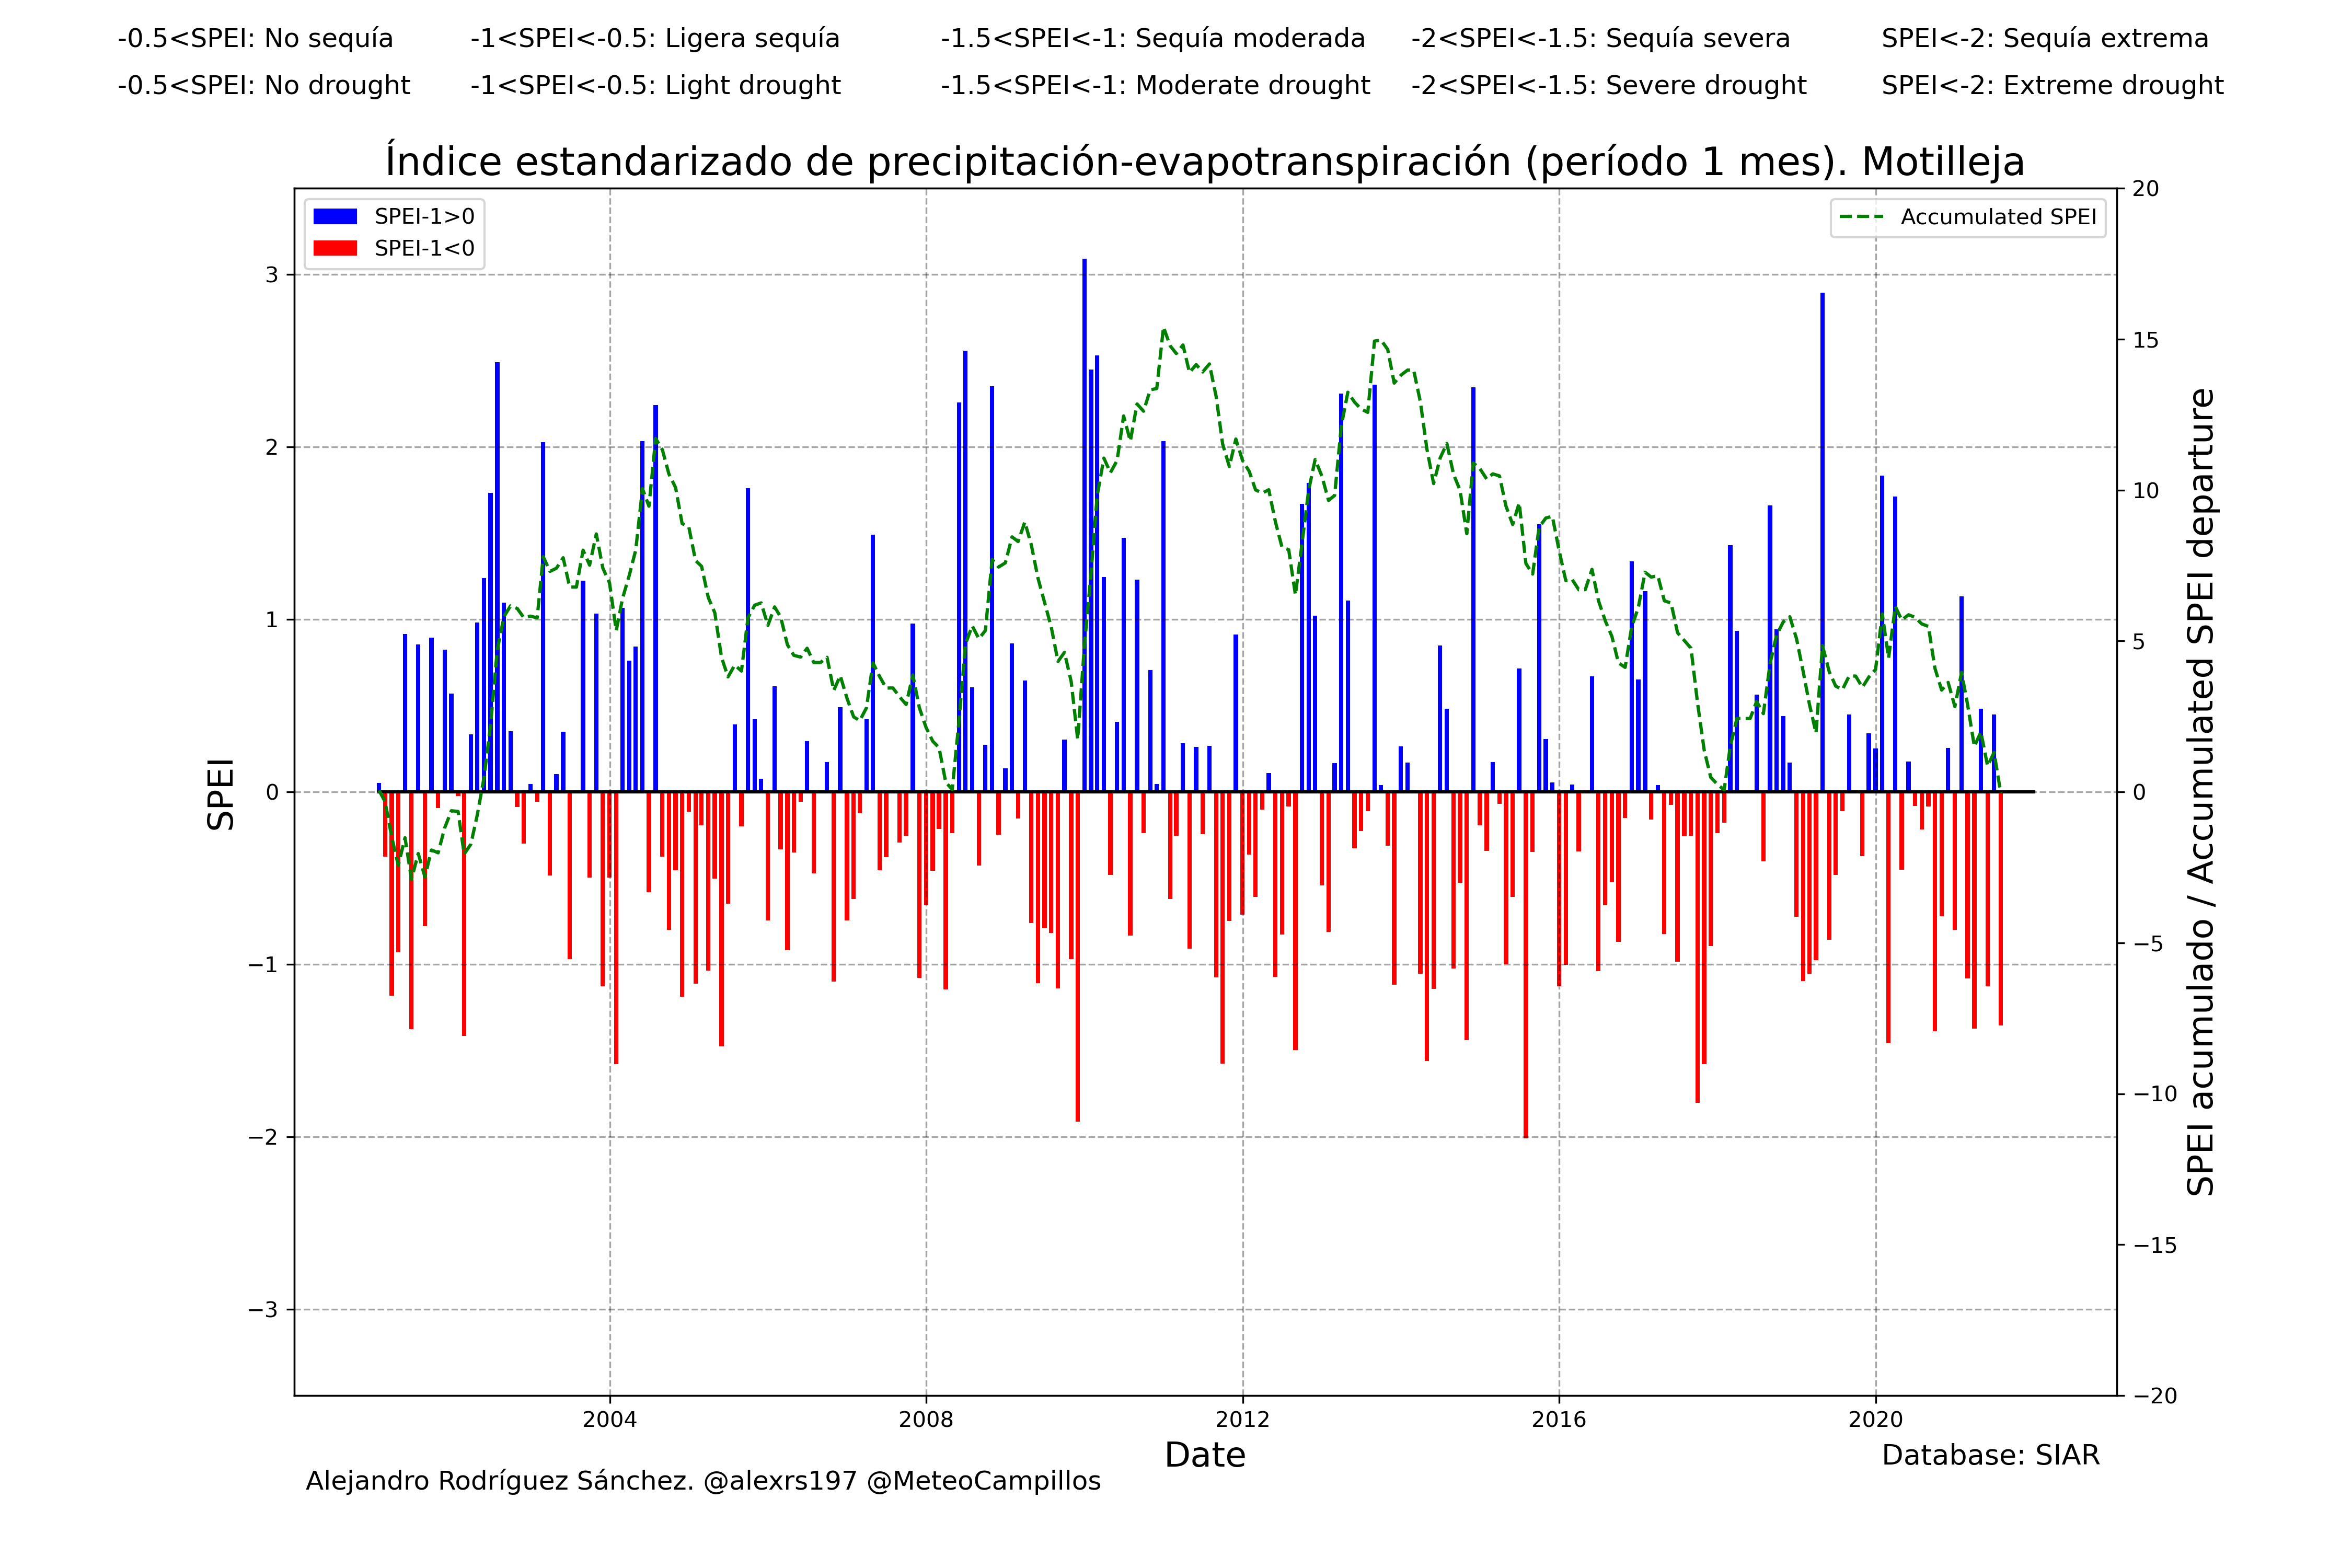 -0.5<SPEI: No sequía -1<SPEI<-0.5: Ligera sequía -1.5<SPEI<-1: Sequía moderada -2<SPEI<-1.5: Sequía severa SPEI<-2: Sequía extrema
-0.5<SPEI: No drought -1<SPEI<-0.5: Light drought -1.5<SPEI<-1: Moderate drought -2<SPEI<-1.5: Severe drought SPEI<-2: Extreme drought
Índice estandarizado de precipitación-evapotranspiración (período 1 mes). Motilleja
SPEI-1>0
SPEI-1<0
Accumulated SPEI
SPEI
3
2
1
0
−1
−2
−3
20
15
10
5
0
−5
−10
−15
−20
SPEI acumulado / Accumulated SPEI departure
2004 2008 2012 2016 2020
Date
Database: SIAR
Alejandro Rodríguez Sánchez. @alexrs197 @MeteoCampillos